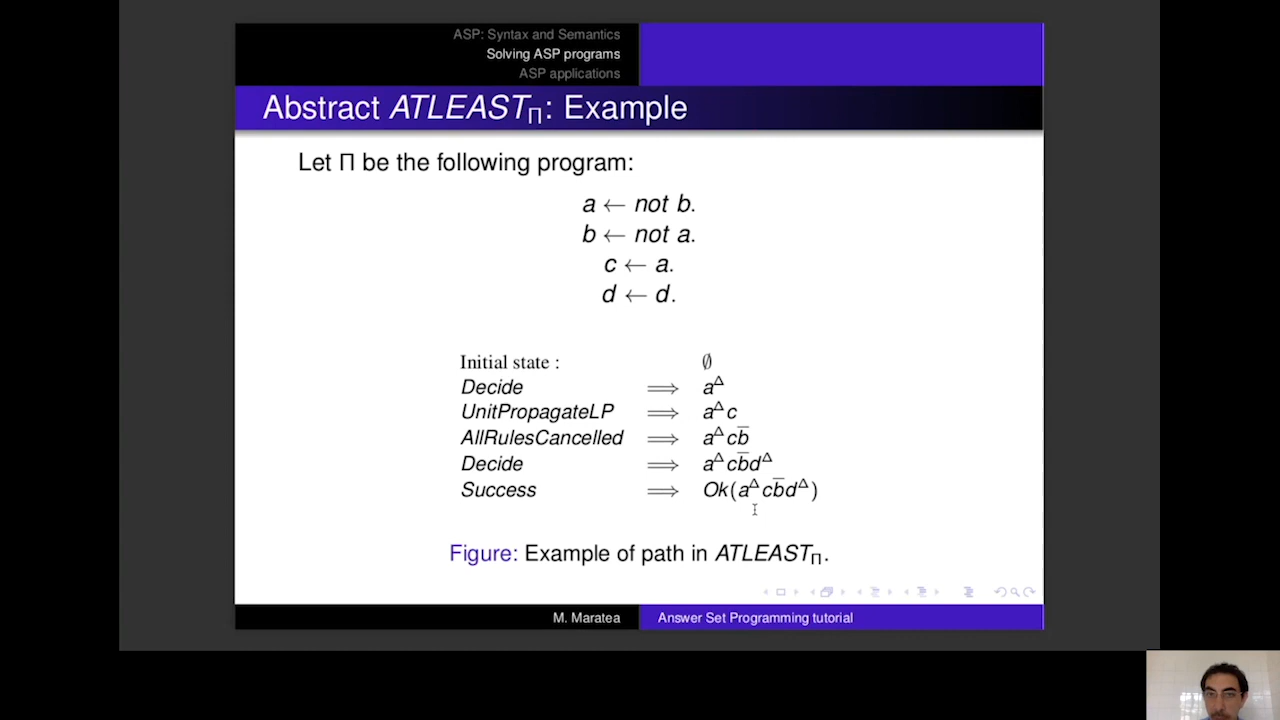 ASP: Syntax and Semantics
Solving ASP programs
ASP applications
Abstract ATLEAST_Π: Example
Let Π be the following program:
a ← not b.
b ← not a.
c ← a.
d ← d.
Initial state : ∅
Decide ⟹ a^Δ
UnitPropagateLP ⟹ a^Δ c
AllRulesCancelled ⟹ a^Δ c b̅
Decide ⟹ a^Δ c b̅ d^Δ
Success ⟹ Ok(a^Δ c b̅ d^Δ)
Figure: Example of path in ATLEAST_Π.
M. Maratea Answer Set Programming tutorial